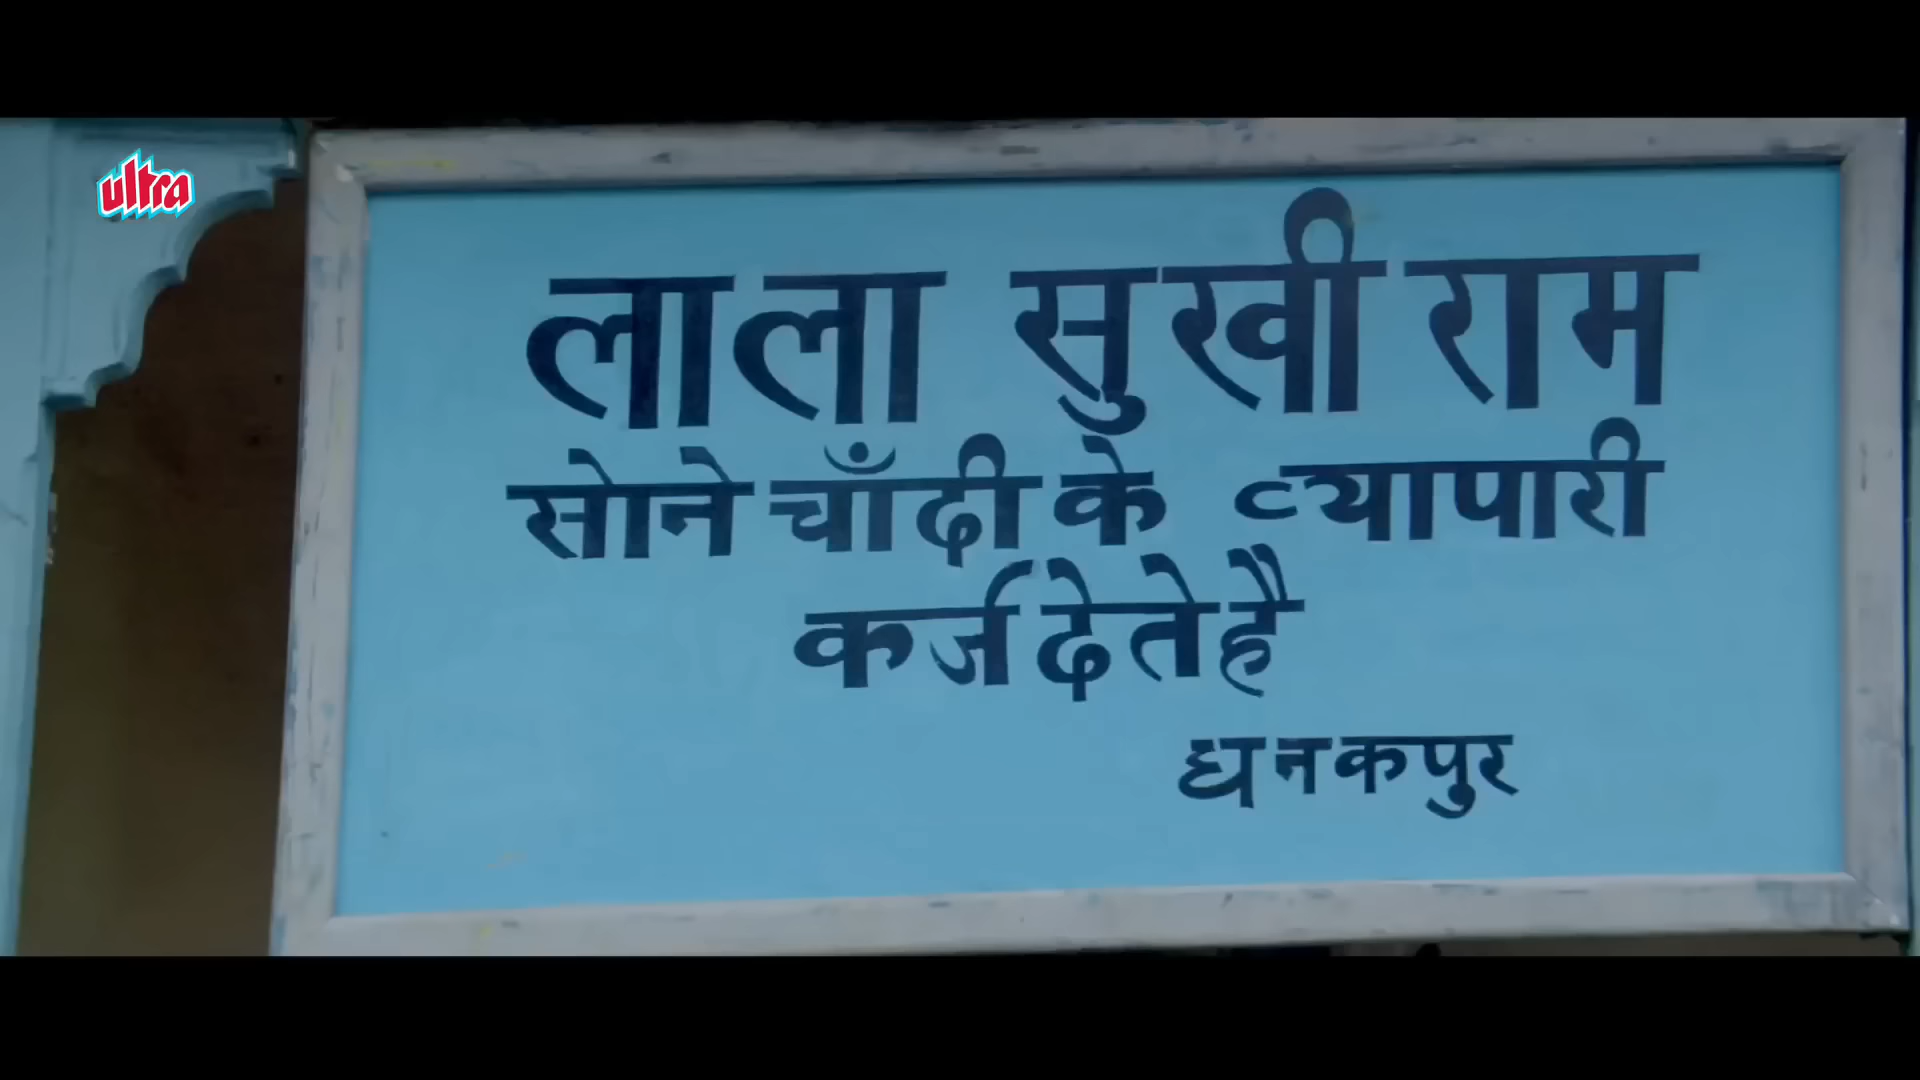 ultra
लाला सुखी राम
सोने चाँदी के व्यापारी
कर्ज देते है
धनकपुर